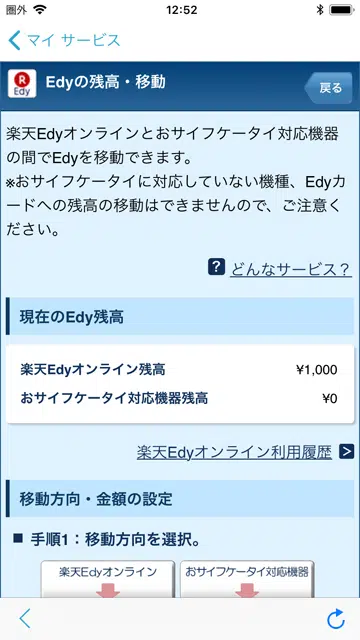 圏外 12:52
マイ サービス
R Edy Edyの残高・移動 戻る
楽天Edyオンラインとおサイフケータイ対応機器
の間でEdyを移動できます。
※おサイフケータイに対応していない機種、Edyカ
ードへの残高の移動はできませんので、ご注意く
ださい。
? どんなサービス？
現在のEdy残高
楽天Edyオンライン残高 ¥1,000
おサイフケータイ対応機器残高 ¥0
楽天Edyオンライン利用履歴
移動方向・金額の設定
■ 手順1：移動方向を選択。
楽天Edyオンライン おサイフケータイ対応機器